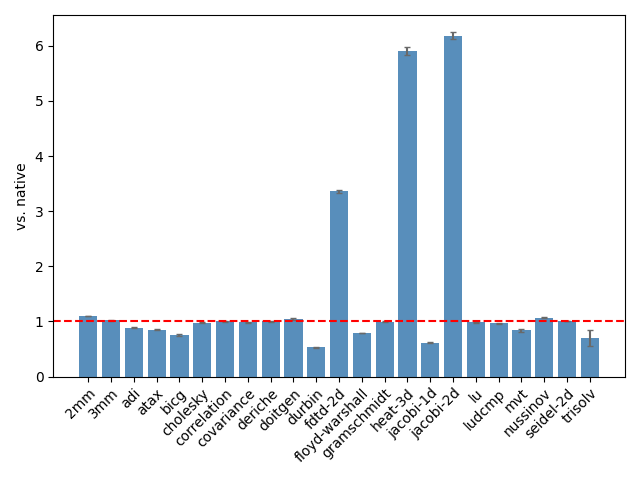 vs. native
6
5
4
3
2
1
0
2mm
3mm
adi
atax
bicg
cholesky
correlation
covariance
deriche
doitgen
durbin
fdtd-2d
floyd-warshall
gramschmidt
heat-3d
jacobi-1d
jacobi-2d
lu
ludcmp
mvt
nussinov
seidel-2d
trisolv